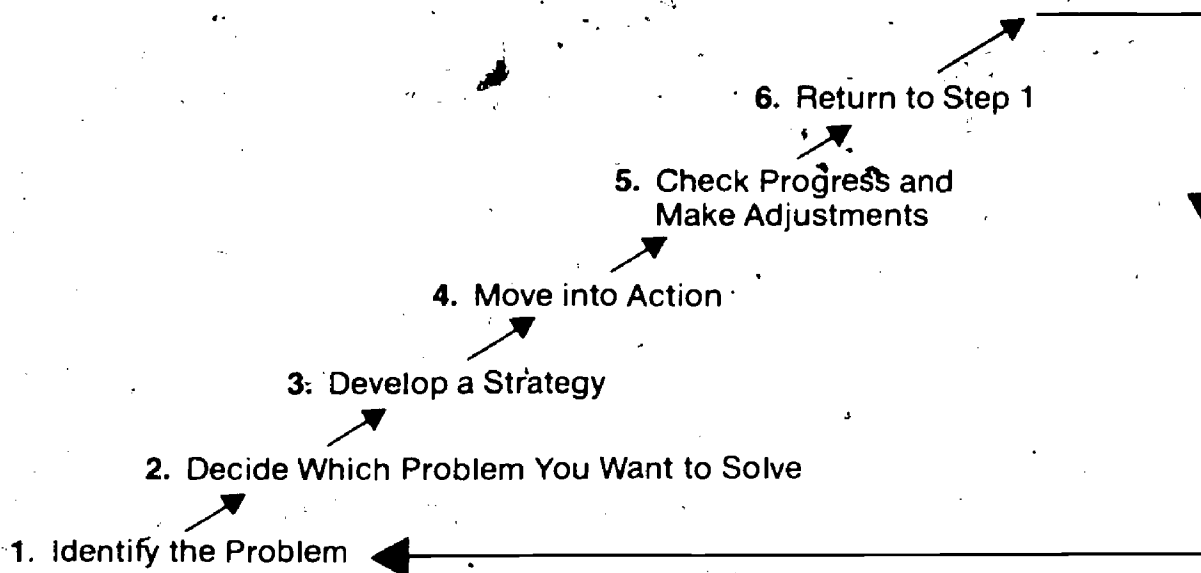 6. Return to Step 1
5. Check Progress and
Make Adjustments
4. Move into Action
3. Develop a Strategy
2. Decide Which Problem You Want to Solve
1. Identify the Problem